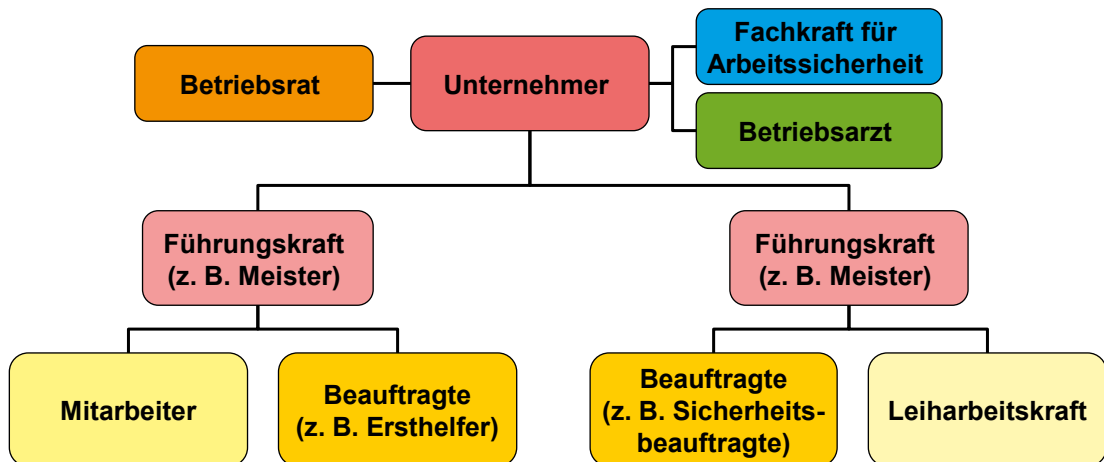 Betriebsrat
Unternehmer
Fachkraft für
Arbeitssicherheit
Betriebsarzt
Führungskraft
(z. B. Meister)
Führungskraft
(z. B. Meister)
Mitarbeiter
Beauftragte
(z. B. Ersthelfer)
Beauftragte
(z. B. Sicherheits-
beauftragte)
Leiharbeitskraft